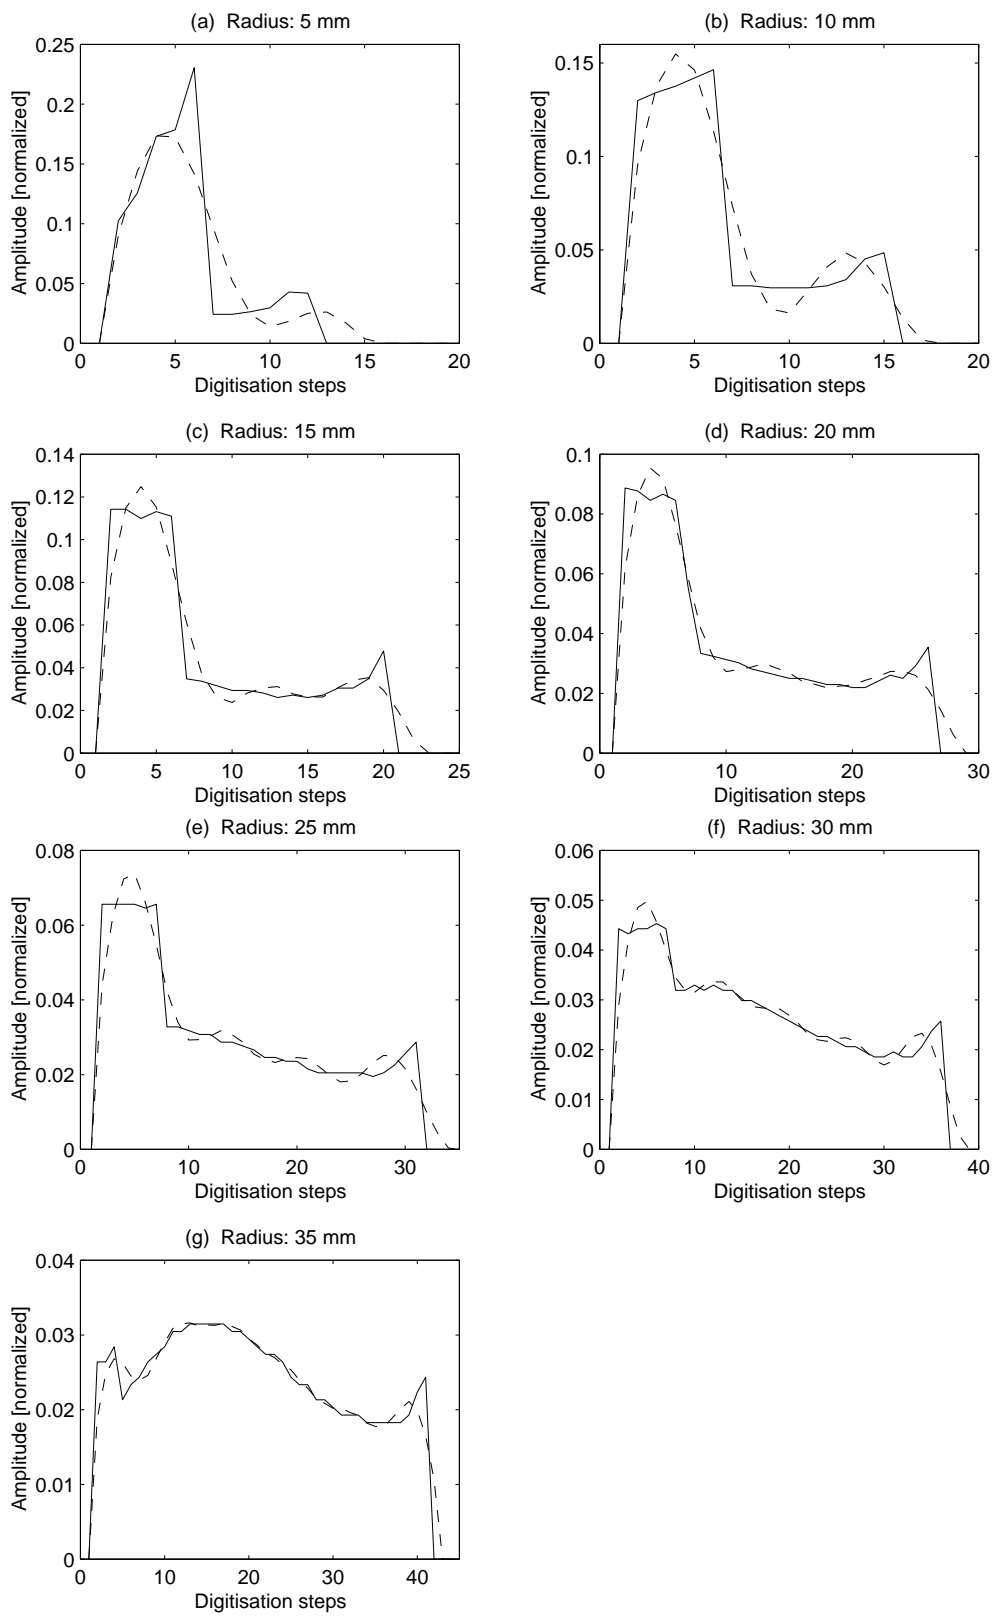 (a) Radius: 5 mm
0.25
0.2
0.15
0.1
0.05
0
Amplitude [normalized]
0 5 10 15 20
Digitisation steps
(b) Radius: 10 mm
0.15
0.1
0.05
0
Amplitude [normalized]
0 5 10 15 20
Digitisation steps
(c) Radius: 15 mm
0.14
0.12
0.1
0.08
0.06
0.04
0.02
0
Amplitude [normalized]
0 5 10 15 20 25
Digitisation steps
(d) Radius: 20 mm
0.1
0.08
0.06
0.04
0.02
0
Amplitude [normalized]
0 10 20 30
Digitisation steps
(e) Radius: 25 mm
0.08
0.06
0.04
0.02
0
Amplitude [normalized]
0 10 20 30
Digitisation steps
(f) Radius: 30 mm
0.06
0.05
0.04
0.03
0.02
0.01
0
Amplitude [normalized]
0 10 20 30 40
Digitisation steps
(g) Radius: 35 mm
0.04
0.03
0.02
0.01
0
Amplitude [normalized]
0 10 20 30 40
Digitisation steps